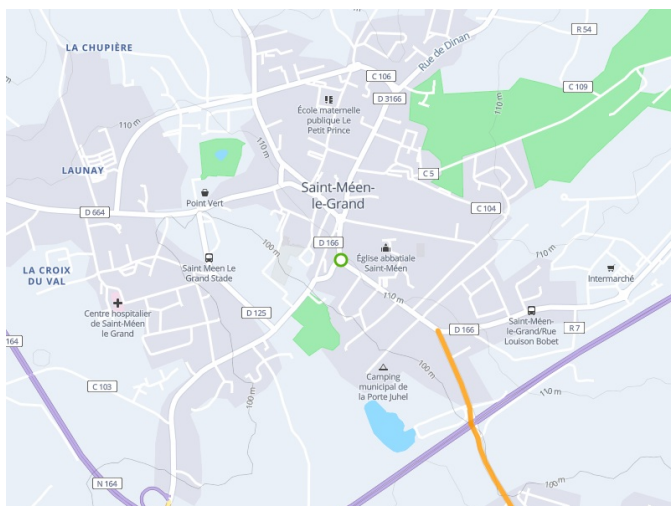 R 54
LA CHUPIÈRE
Rue de Dinan
C 106
C 109
D 3166
École maternelle
publique Le
Petit Prince
110 m
110 m
110 m
LAUNAY
C 5
Saint-Méen-
le-Grand
Point Vert
C 104
D 664
D 166
100 m
110 m
Église abbatiale
Saint-Méen
Saint Meen Le
Grand Stade
LA CROIX
DU VAL
Intermarché
110 m
Centre hospitalier
de Saint-Méen
le Grand
D 125
Saint-Méen-
le-Grand/Rue
Louison Bobet
D 166
R 7
164
100 m
Camping
municipal de
la Porte Juhel
C 103
100 m
110 m
N 164
100 m